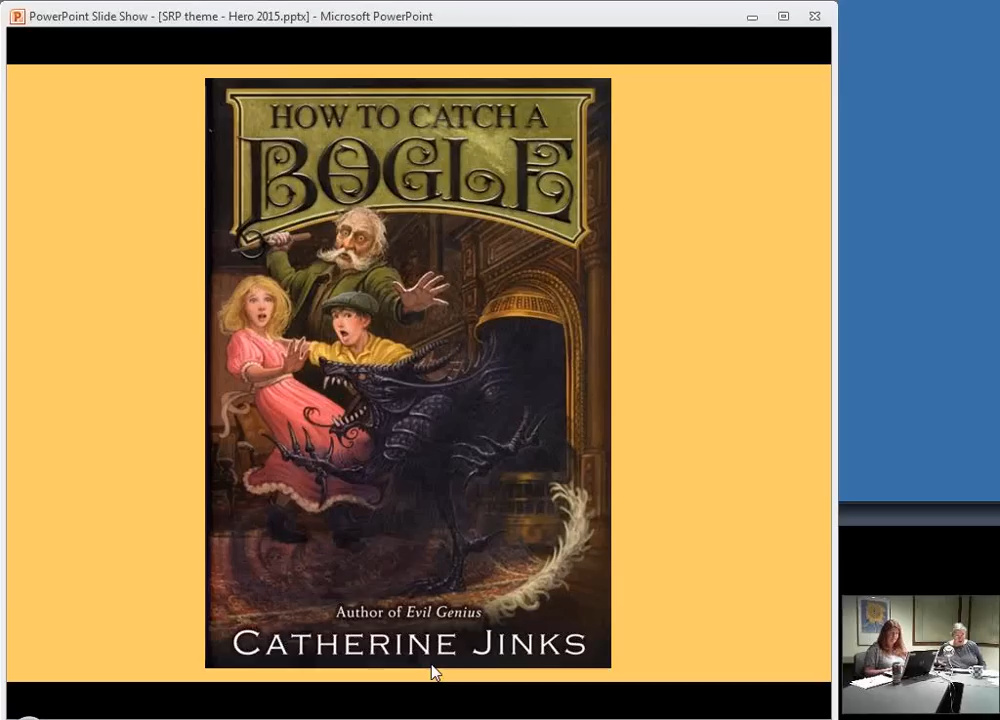 PowerPoint Slide Show - [SRP theme - Hero 2015.pptx] - Microsoft PowerPoint
HOW TO CATCH A
BOGLE
Author of Evil Genius
CATHERINE JINKS